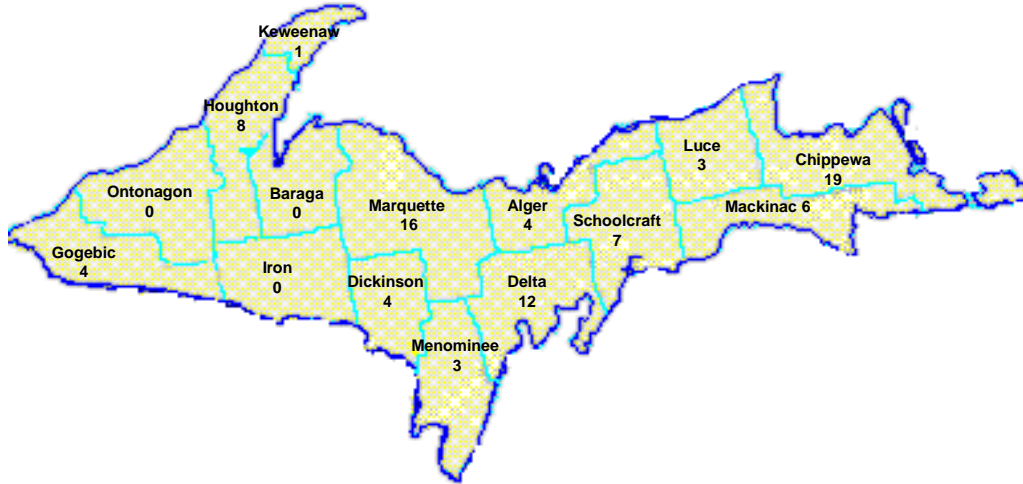 Keweenaw
1
Houghton
8
Luce
3
Chippewa
19
Ontonagon
0
Baraga
0
Marquette
16
Alger
4
Mackinac 6
Schoolcraft
7
Gogebic
4
Iron
0
Dickinson
4
Delta
12
Menominee
3